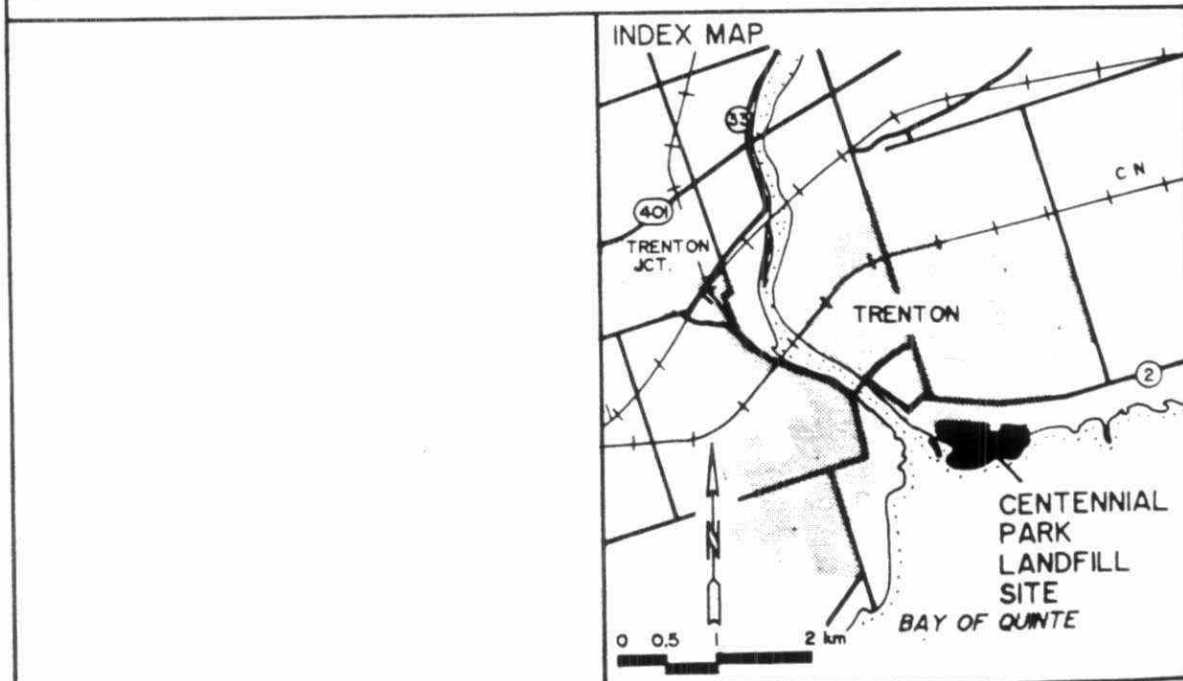 INDEX MAP
33
CN
401
TRENTON
JCT.
TRENTON
2
CENTENNIAL
PARK
LANDFILL
SITE
BAY OF QUINTE
N
0 0.5 1 2 km